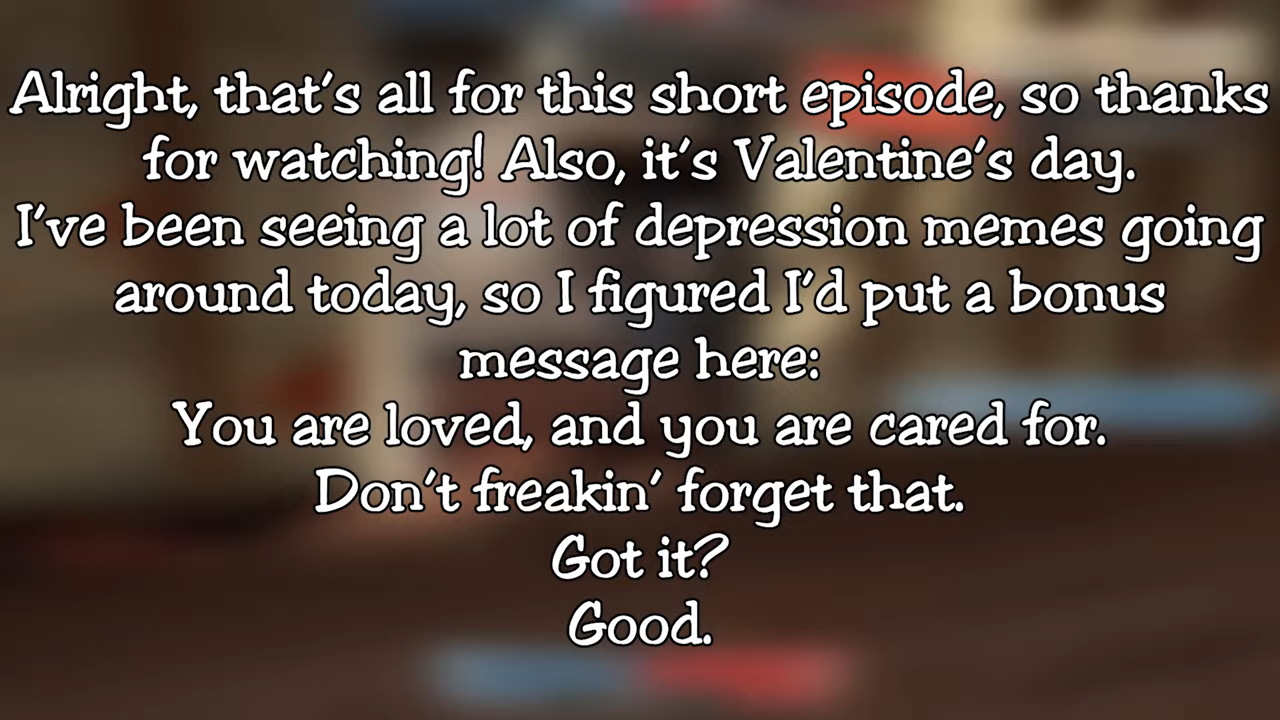 Alright, that's all for this short episode, so thanks
for watching! Also, it's Valentine's day.
I've been seeing a lot of depression memes going
around today, so I figured I'd put a bonus
message here:
You are loved, and you are cared for.
Don't freakin' forget that.
Got it?
Good.